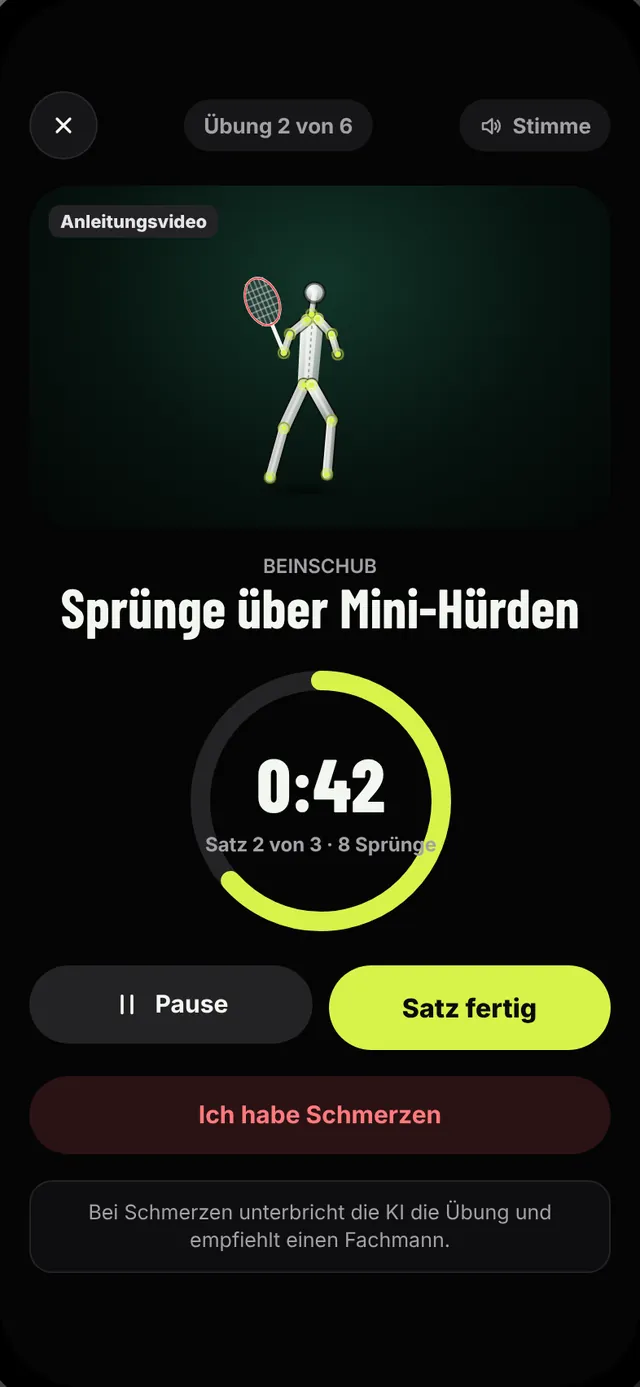 Übung 2 von 6
Stimme
Anleitungsvideo
BEINSCHUB
Sprünge über Mini-Hürden
0:42
Satz 2 von 3 · 8 Sprünge
Pause
Satz fertig
Ich habe Schmerzen
Bei Schmerzen unterbricht die KI die Übung und
empfiehlt einen Fachmann.